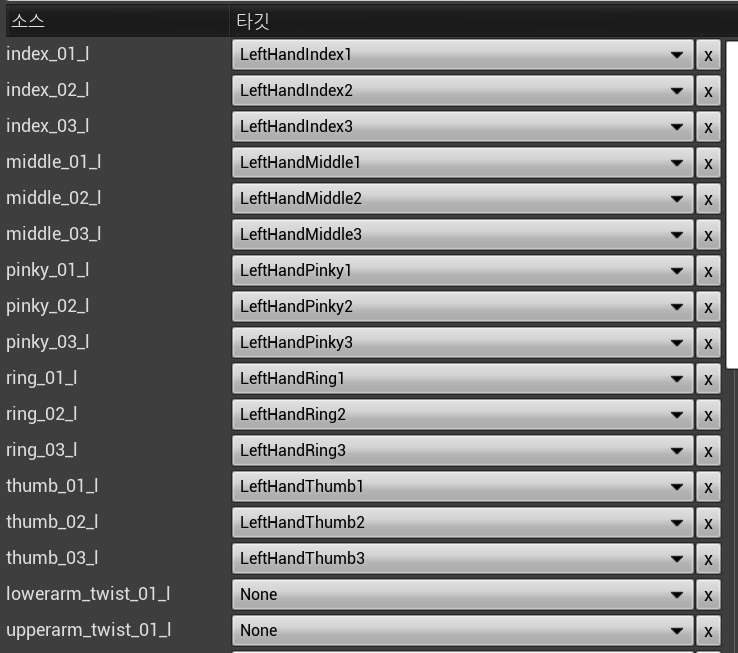 소스 타깃
index_01_l LeftHandIndex1 x
index_02_l LeftHandIndex2 x
index_03_l LeftHandIndex3 x
middle_01_l LeftHandMiddle1 x
middle_02_l LeftHandMiddle2 x
middle_03_l LeftHandMiddle3 x
pinky_01_l LeftHandPinky1 x
pinky_02_l LeftHandPinky2 x
pinky_03_l LeftHandPinky3 x
ring_01_l LeftHandRing1 x
ring_02_l LeftHandRing2 x
ring_03_l LeftHandRing3 x
thumb_01_l LeftHandThumb1 x
thumb_02_l LeftHandThumb2 x
thumb_03_l LeftHandThumb3 x
lowerarm_twist_01_l None x
upperarm_twist_01_l None x